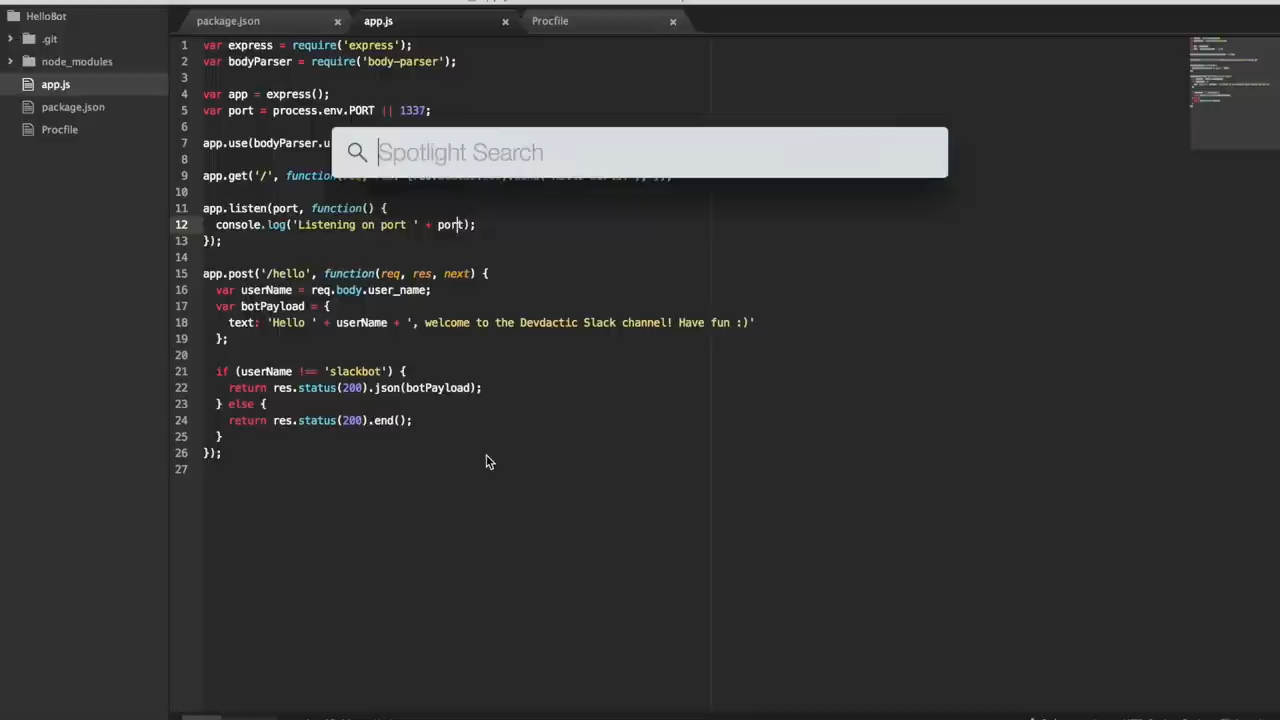 HelloBot
.git
node_modules
app.js
package.json
Procfile
package.json
app.js
Procfile
Spotlight Search
1 var express = require('express');
2 var bodyParser = require('body-parser');
3
4 var app = express();
5 var port = process.env.PORT || 1337;
6
7 app.use(bodyParser.u
8
9 app.get('/', function
10
11 app.listen(port, function() {
12 console.log('Listening on port ' + port);
13 });
14
15 app.post('/hello', function(req, res, next) {
16 var userName = req.body.user_name;
17 var botPayload = {
18 text: 'Hello ' + userName + ', welcome to the Devdactic Slack channel! Have fun :)'
19 };
20
21 if (userName !== 'slackbot') {
22 return res.status(200).json(botPayload);
23 } else {
24 return res.status(200).end();
25 }
26 });
27